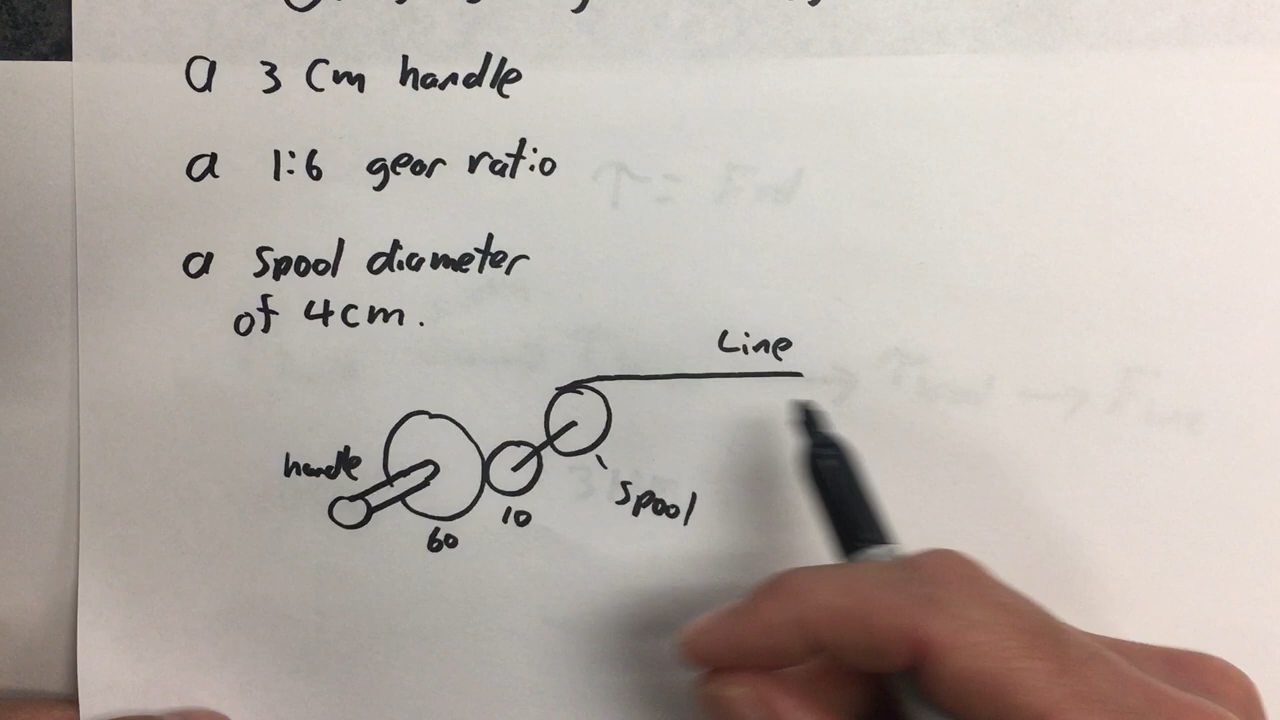 a 3 cm handle
a 1:6 gear ratio
a spool diameter
of 4cm.
Line
handle
spool
10
60